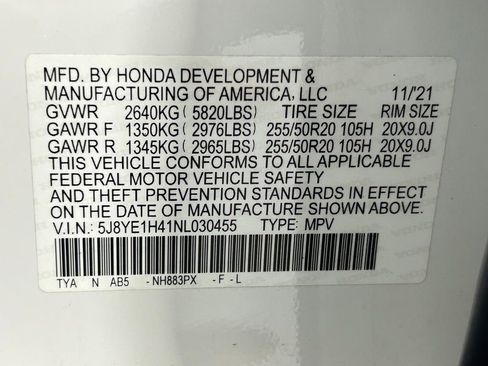 MFD. BY HONDA DEVELOPMENT &
MANUFACTURING OF AMERICA, LLC 11/'21
GVWR 2640KG ( 5820LBS) TIRE SIZE RIM SIZE
GAWR F 1350KG ( 2976LBS) 255/50R20 105H 20X9.0J
GAWR R 1345KG ( 2965LBS) 255/50R20 105H 20X9.0J
THIS VEHICLE CONFORMS TO ALL APPLICABLE
FEDERAL MOTOR VEHICLE SAFETY
AND THEFT PREVENTION STANDARDS IN EFFECT
ON THE DATE OF MANUFACTURE SHOWN ABOVE.
V.I.N.: 5J8YE1H41NL030455 TYPE: MPV
TYA N AB5 -NH883PX -F-L